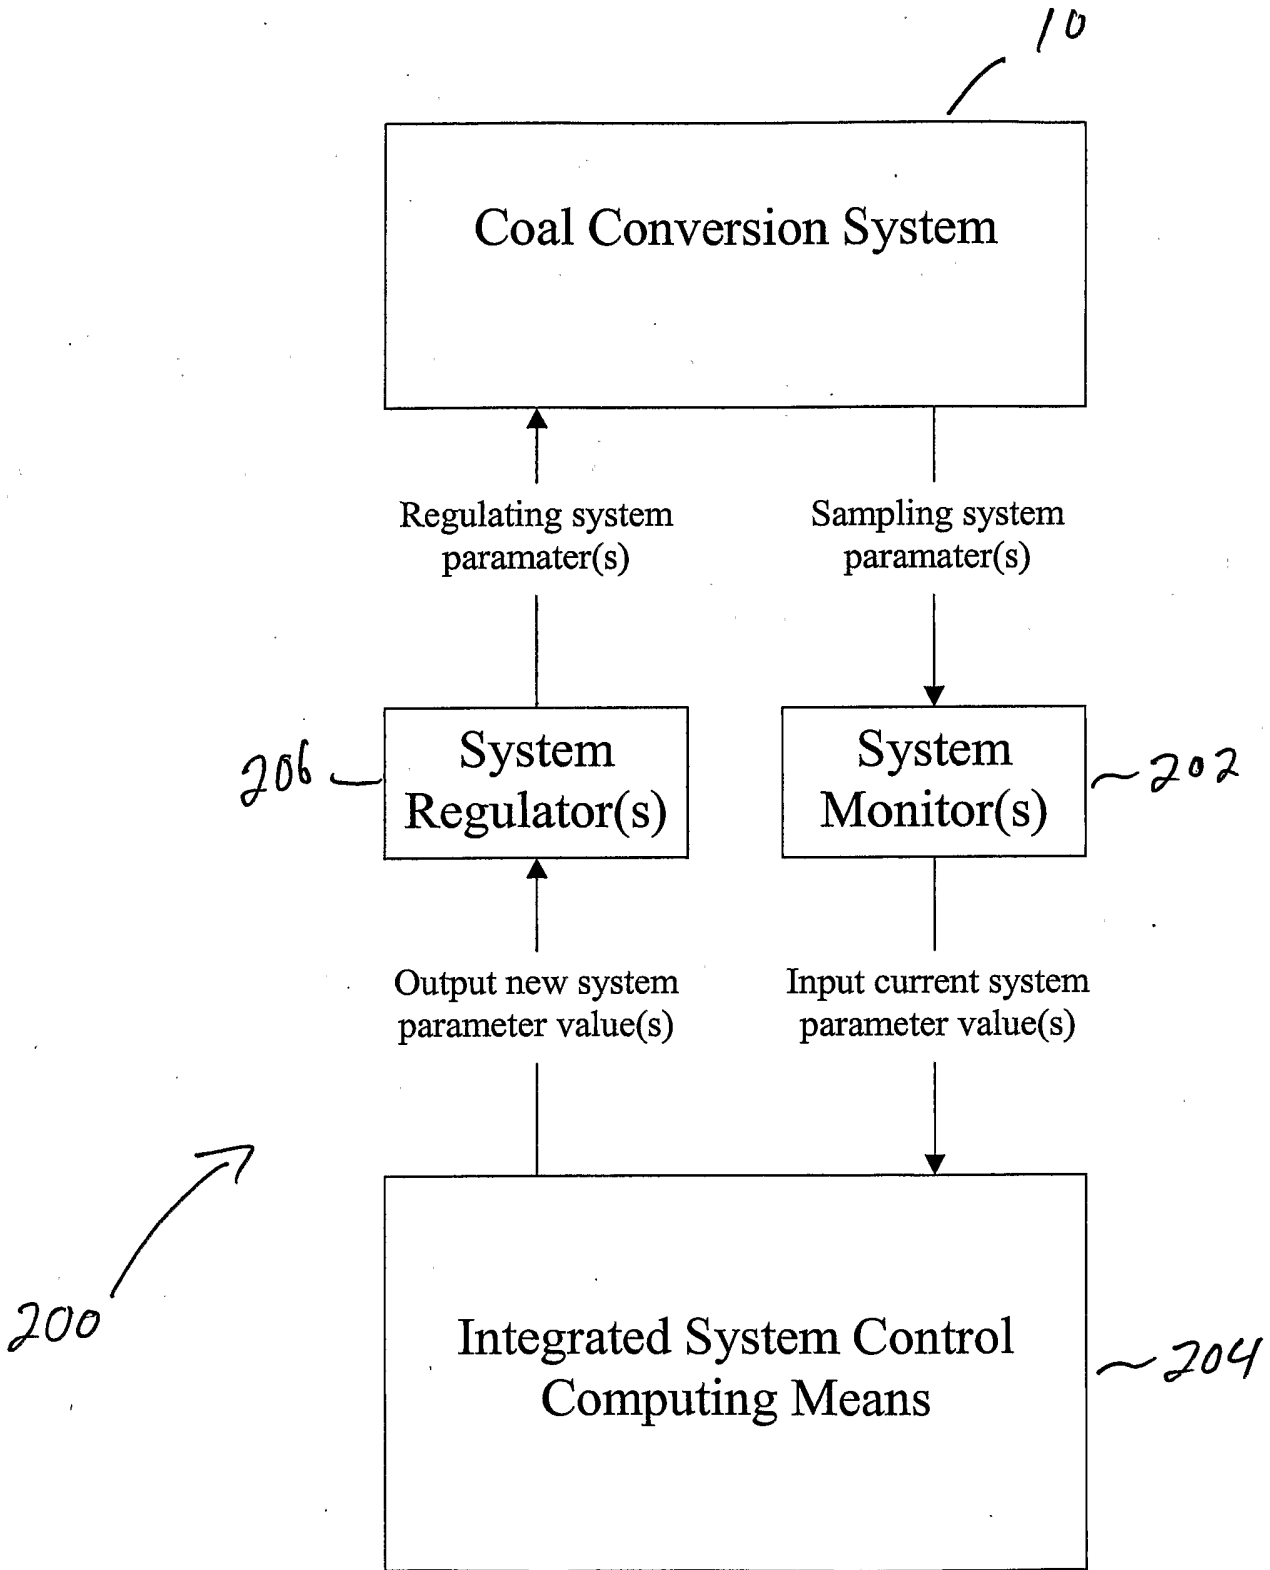 10
Coal Conversion System
Regulating system
paramater(s)
Sampling system
paramater(s)
206
System
Regulator(s)
System
Monitor(s)
202
Output new system
parameter value(s)
Input current system
parameter value(s)
200
Integrated System Control
Computing Means
204